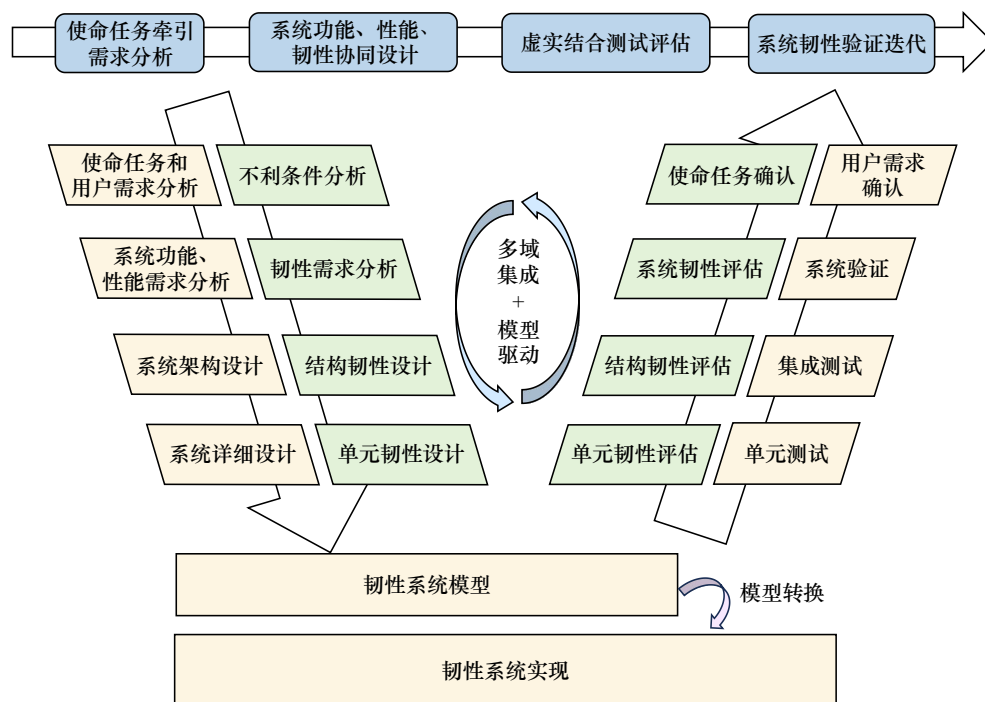 使命任务牵引
需求分析
系统功能、性能、
韧性协同设计
虚实结合测试评估
系统韧性验证迭代
使命任务和
用户需求分析
不利条件分析
使命任务确认
用户需求
确认
系统功能、
性能需求分析
韧性需求分析
多域
集成
+
模型
驱动
系统韧性评估
系统验证
系统架构设计
结构韧性设计
结构韧性评估
集成测试
系统详细设计
单元韧性设计
单元韧性评估
单元测试
韧性系统模型
模型转换
韧性系统实现